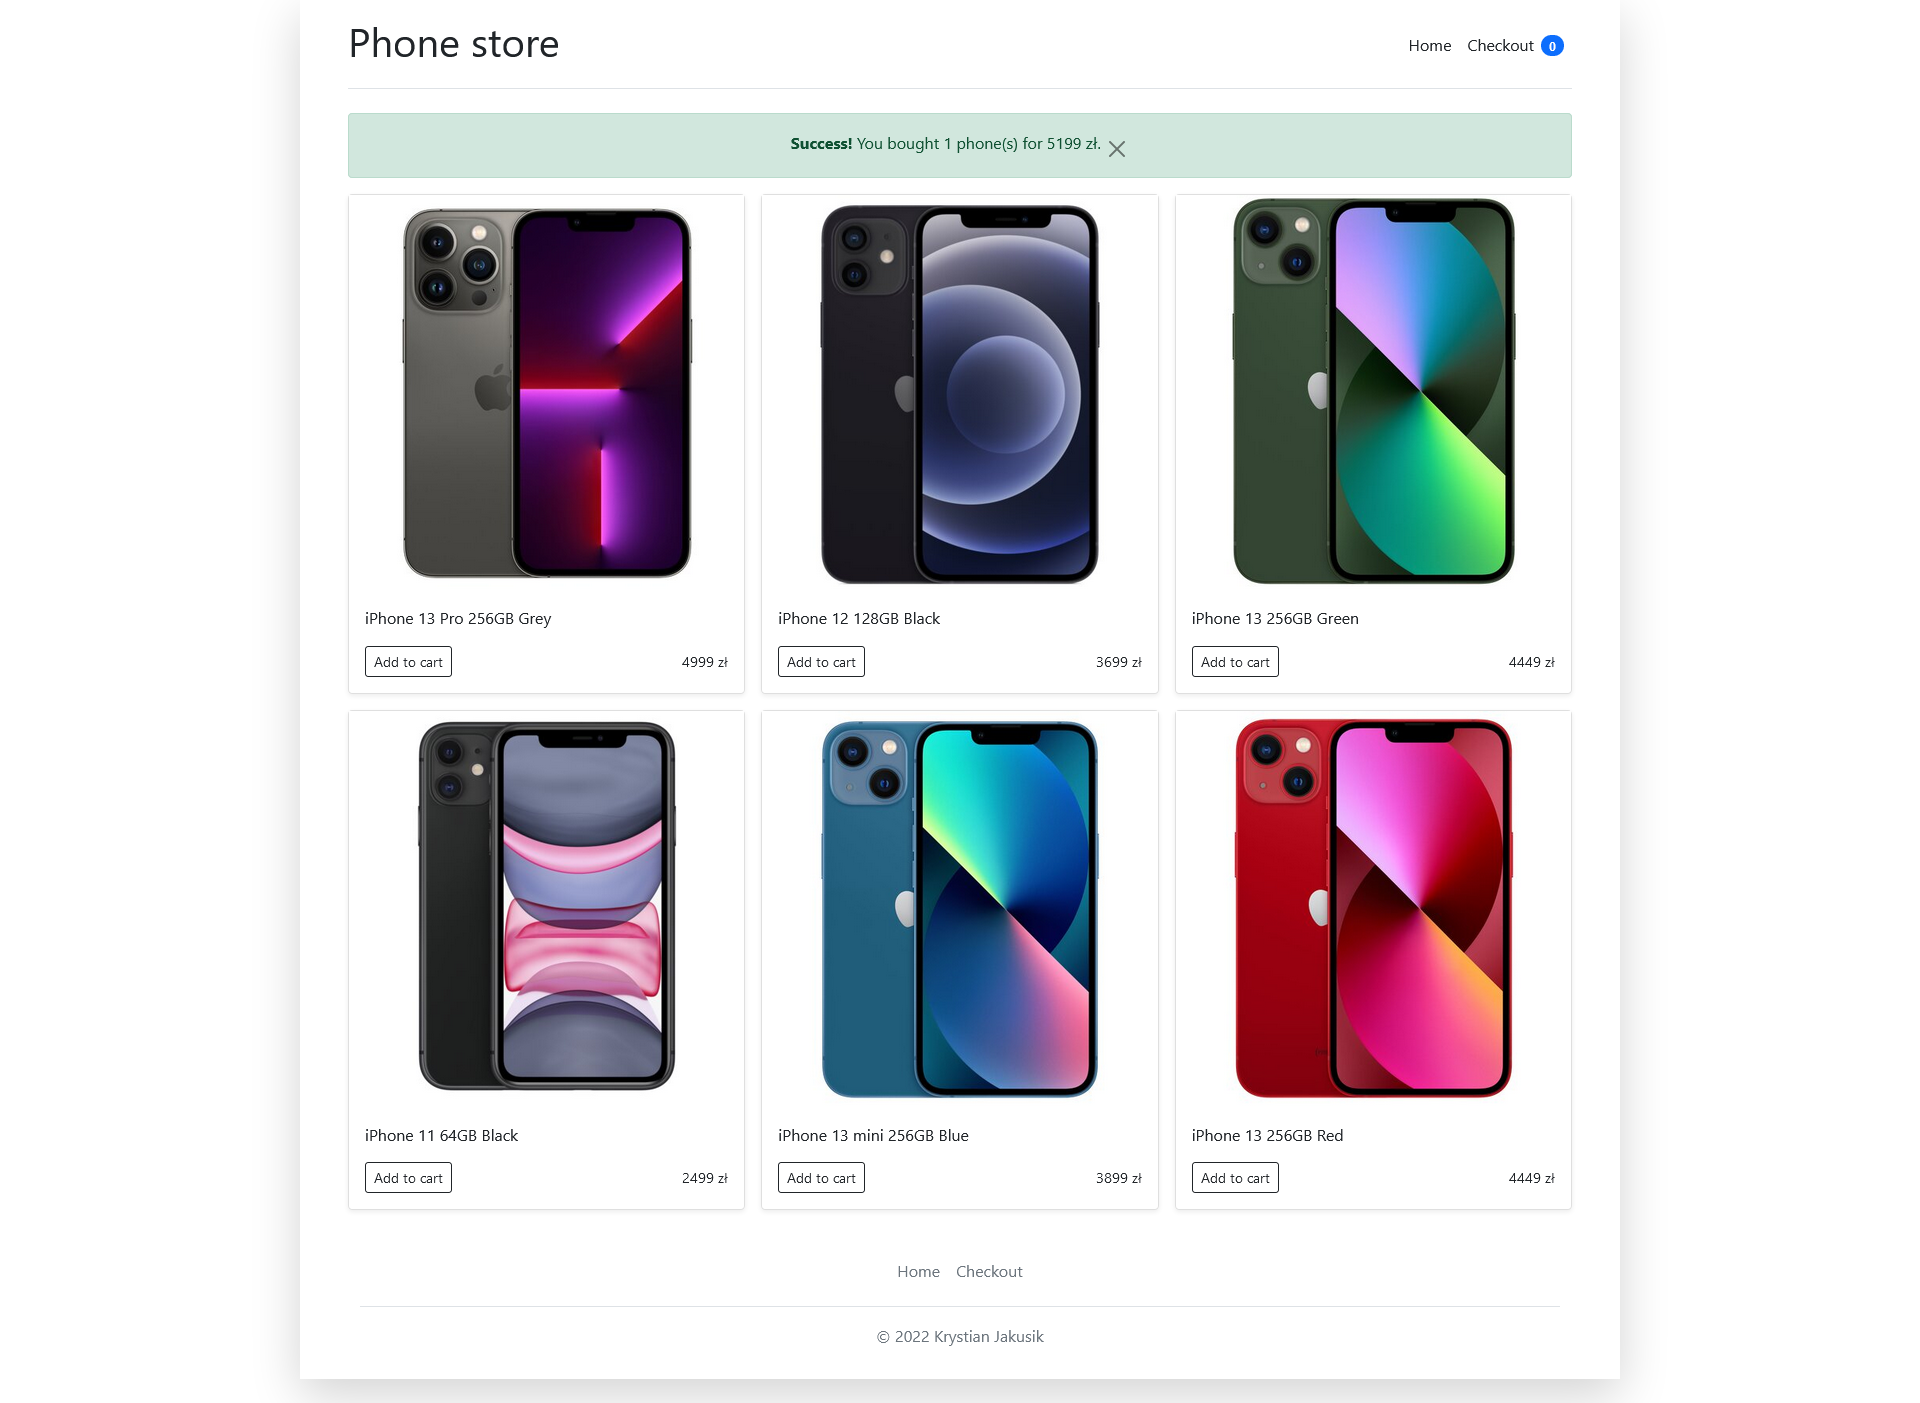 Phone store
Home Checkout 0
Success! You bought 1 phone(s) for 5199 zł.
iPhone 13 Pro 256GB Grey
Add to cart 4999 zł
iPhone 12 128GB Black
Add to cart 3699 zł
iPhone 13 256GB Green
Add to cart 4449 zł
iPhone 11 64GB Black
Add to cart 2499 zł
iPhone 13 mini 256GB Blue
Add to cart 3899 zł
iPhone 13 256GB Red
Add to cart 4449 zł
Home Checkout
© 2022 Krystian Jakusik